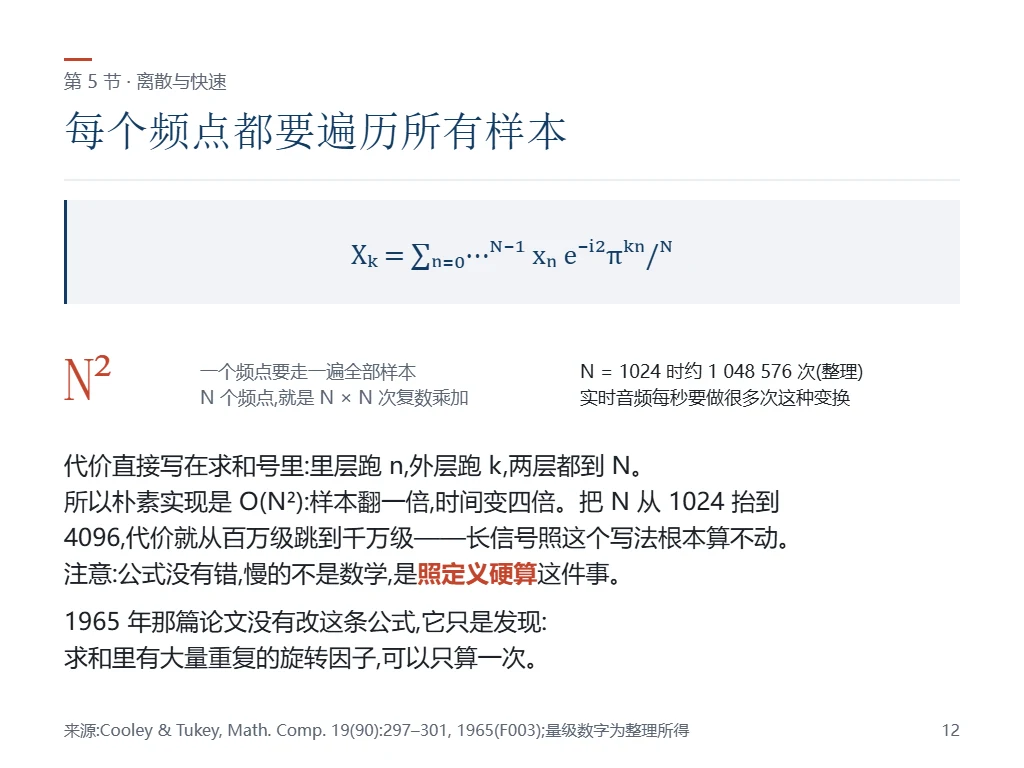 第 5 节 · 离散与快速
每个频点都要遍历所有样本
Xₖ = ∑ₙ₌₀⋯ᴺ⁻¹ xₙ e⁻ⁱ²πᵏⁿ/ᴺ
N²
一个频点要走一遍全部样本
N 个频点,就是 N × N 次复数乘加
N = 1024 时约 1 048 576 次(整理)
实时音频每秒要做很多次这种变换
代价直接写在求和号里:里层跑 n,外层跑 k,两层都到 N。
所以朴素实现是 O(N²):样本翻一倍,时间变四倍。把 N 从 1024 抬到
4096,代价就从百万级跳到千万级——长信号照这个写法根本算不动。
注意:公式没有错,慢的不是数学,是照定义硬算这件事。
1965 年那篇论文没有改这条公式,它只是发现:
求和里有大量重复的旋转因子,可以只算一次。
来源:Cooley & Tukey, Math. Comp. 19(90):297–301, 1965(F003);量级数字为整理所得
12